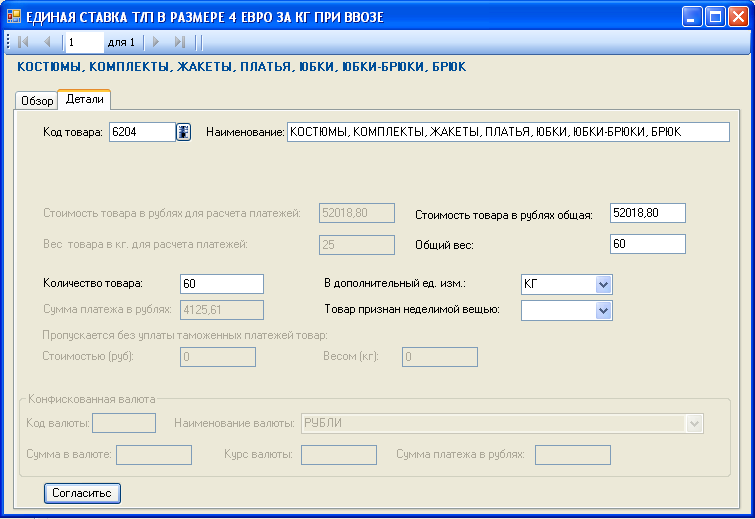 ЕДИНАЯ СТАВКА Т/П В РАЗМЕРЕ 4 ЕВРО ЗА КГ ПРИ ВВОЗЕ
1 для 1
КОСТЮМЫ, КОМПЛЕКТЫ, ЖАКЕТЫ, ПЛАТЬЯ, ЮБКИ, ЮБКИ-БРЮКИ, БРЮК
Обзор Детали
Код товара: 6204 Наименование: КОСТЮМЫ, КОМПЛЕКТЫ, ЖАКЕТЫ, ПЛАТЬЯ, ЮБКИ, ЮБКИ-БРЮКИ, БРЮК
Стоимость товара в рублях для расчета платежей: 52018,80 Стоимость товара в рублях общая: 52018,80
Вес товара в кг. для расчета платежей: 25 Общий вес: 60
Количество товара: 60 В дополнительный ед. изм.: КГ
Сумма платежа в рублях: 4125,61 Товар признан неделимой вещью:
Пропускается без уплаты таможенных платежей товар:
Стоимостью (руб): 0 Весом (кг): 0
Конфискованная валюта
Код валюты: Наименование валюты: РУБЛИ
Сумма в валюте: Курс валюты: Сумма платежа в рублях:
Согласитьс